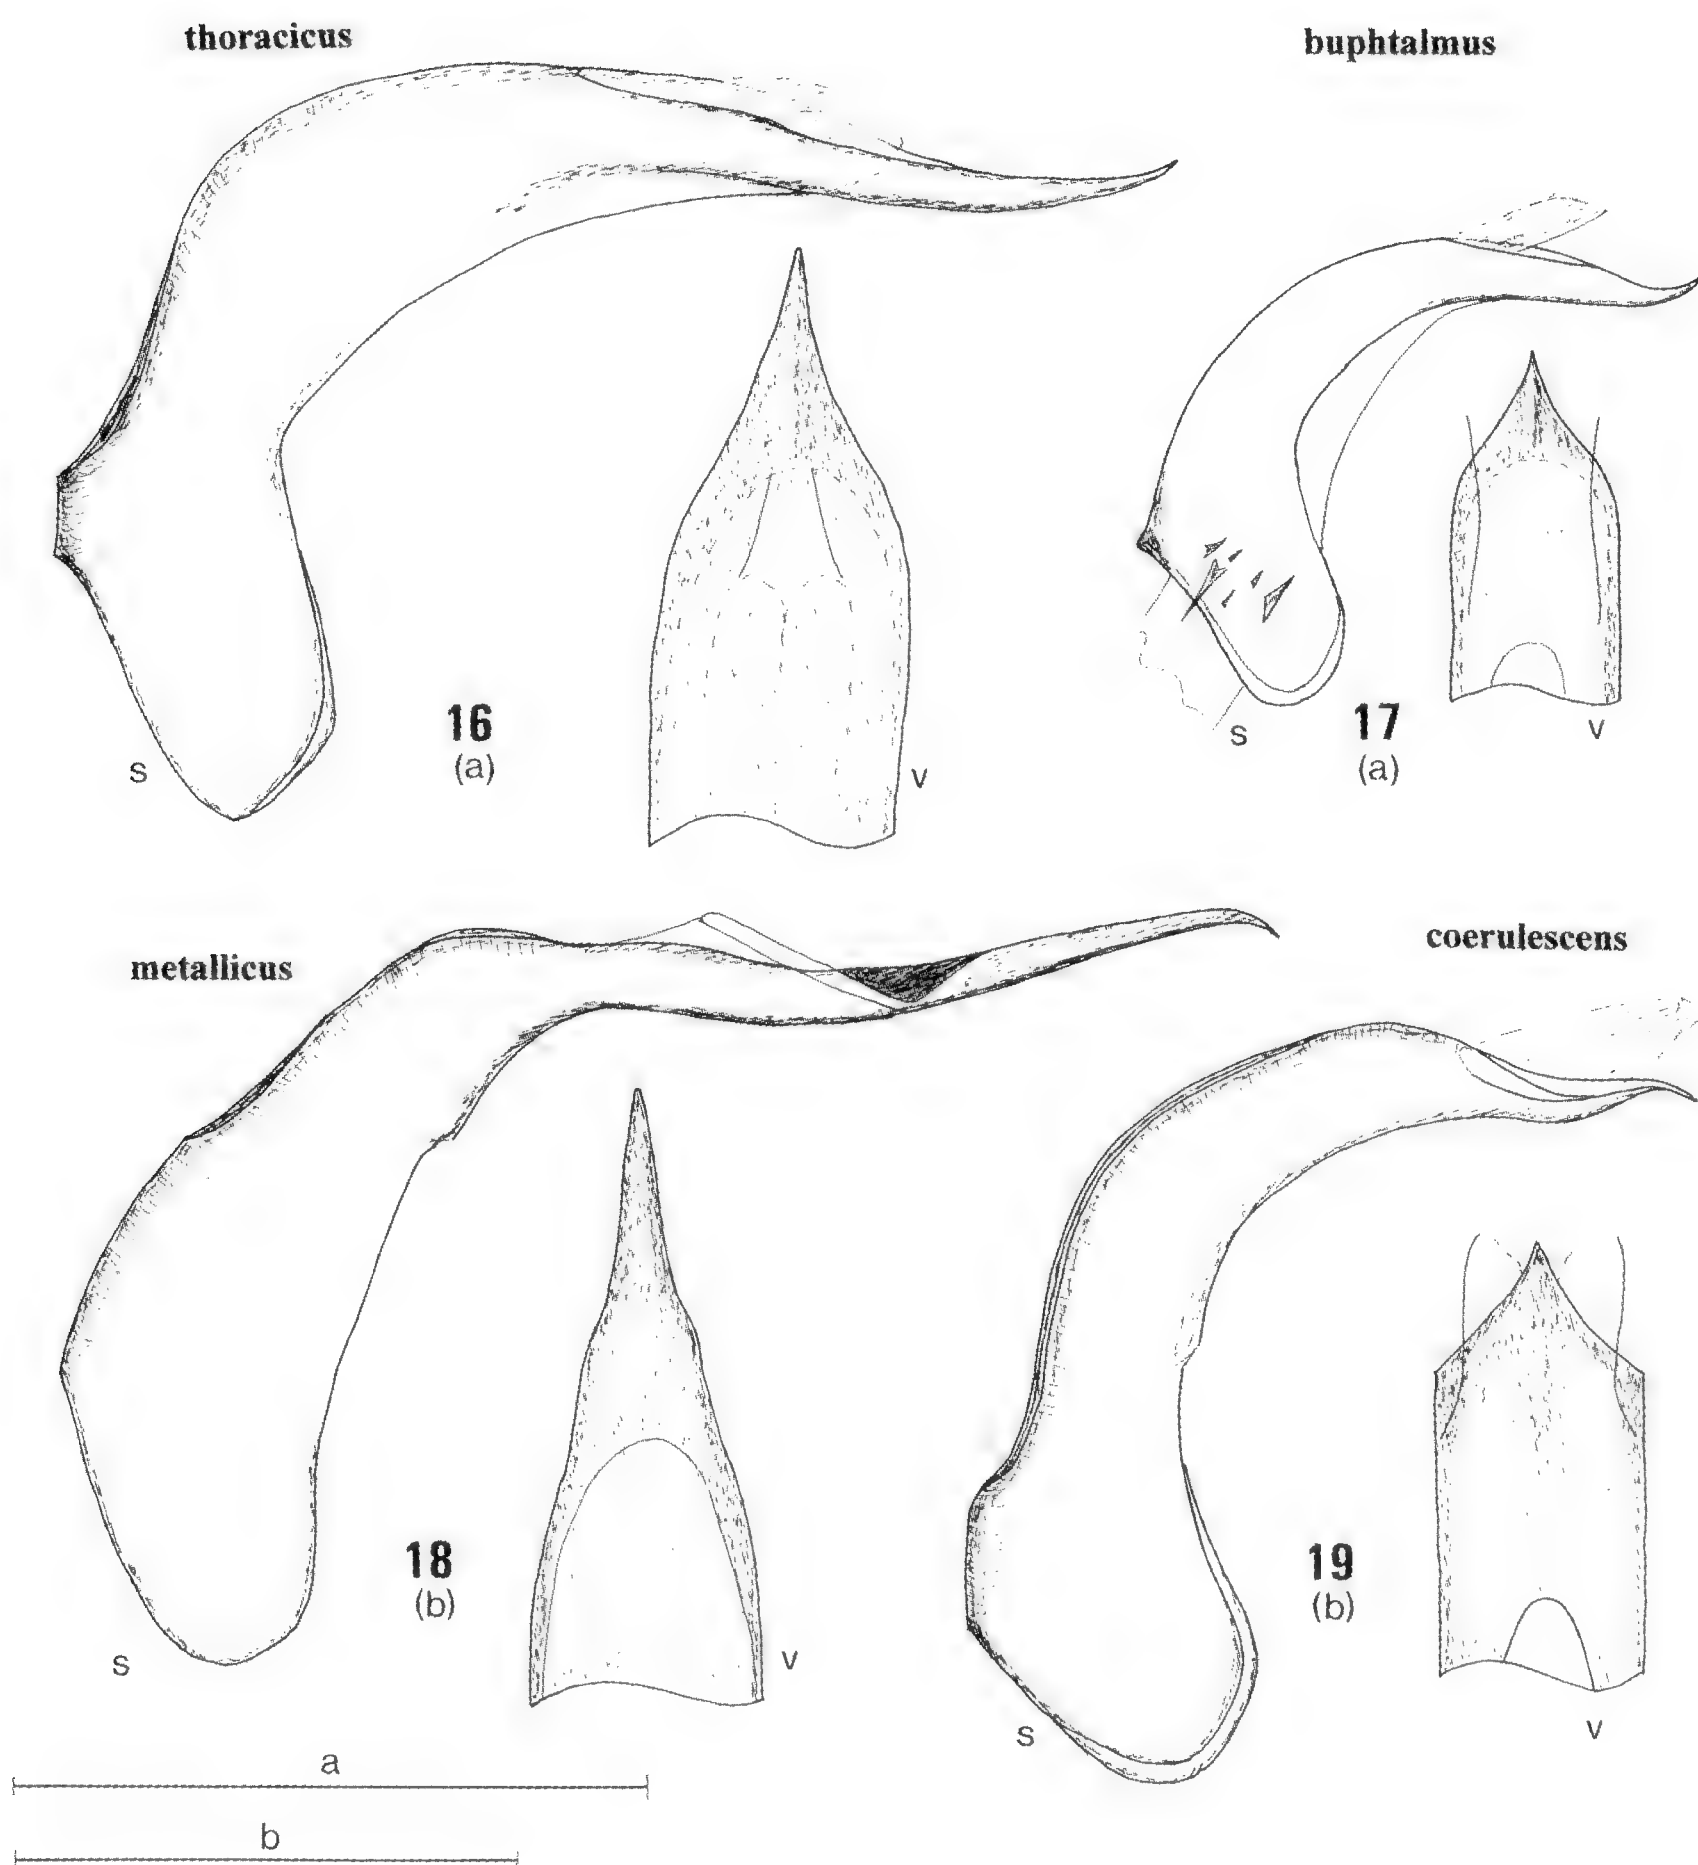 thoracicus
buphtalmus
16
(a)
s
v
17
(a)
s
v
metallicus
coerulescens
18
(b)
s
v
19
(b)
s
v
a
b